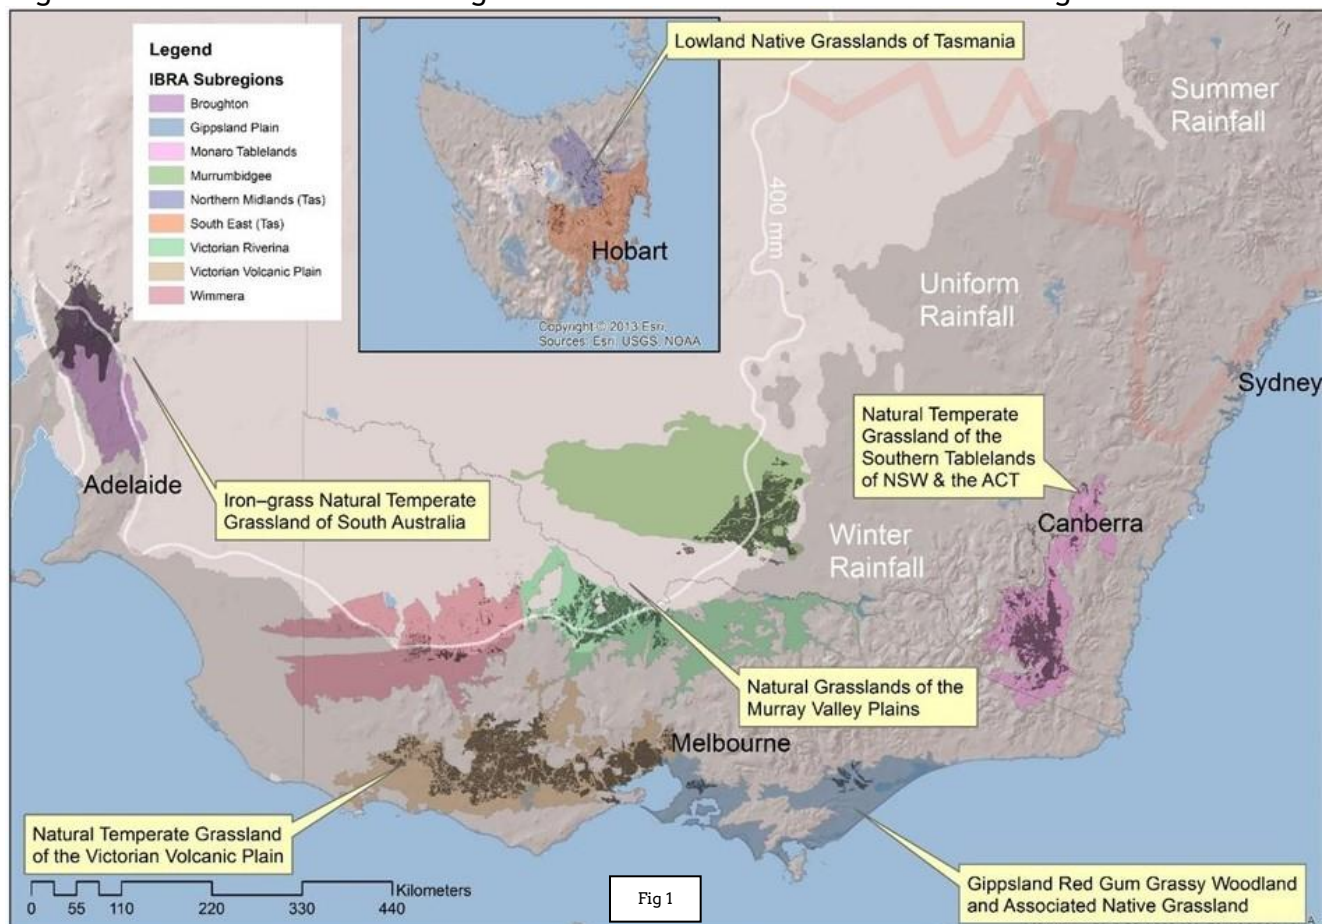 Legend
IBRA Subregions
Broughton
Gippsland Plain
Monaro Tablelands
Murrumbidgee
Northern Midlands (Tas)
South East (Tas)
Victorian Riverina
Victorian Volcanic Plain
Wimmera
Lowland Native Grasslands of Tasmania
Hobart
Copyright © 2013 Esri,
Sources: Esri, USGS, NOAA
Summer
Rainfall
400 mm
Uniform
Rainfall
Sydney
Natural Temperate
Grassland of the
Southern Tablelands
of NSW & the ACT
Canberra
Adelaide
Iron–grass Natural Temperate
Grassland of South Australia
Winter
Rainfall
Natural Grasslands of the
Murray Valley Plains
Melbourne
Natural Temperate Grassland
of the Victorian Volcanic Plain
Gippsland Red Gum Grassy Woodland
and Associated Native Grassland
Kilometers
0 55 110 220 330 440
Fig 1